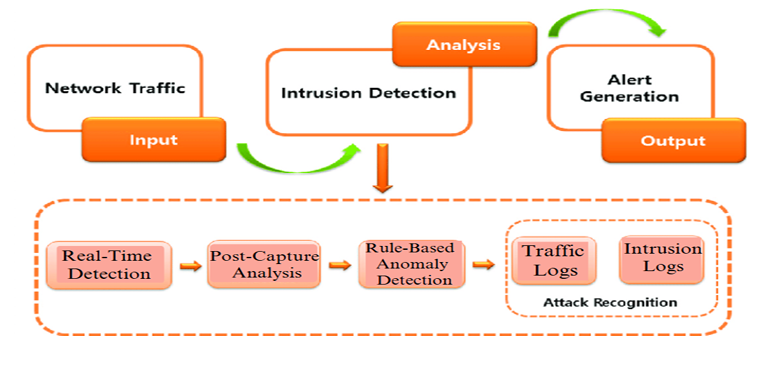 Network Traffic
Input
Analysis
Intrusion Detection
Alert
Generation
Output
Real-Time
Detection
Post-Capture
Analysis
Rule-Based
Anomaly
Detection
Traffic
Logs
Intrusion
Logs
Attack Recognition